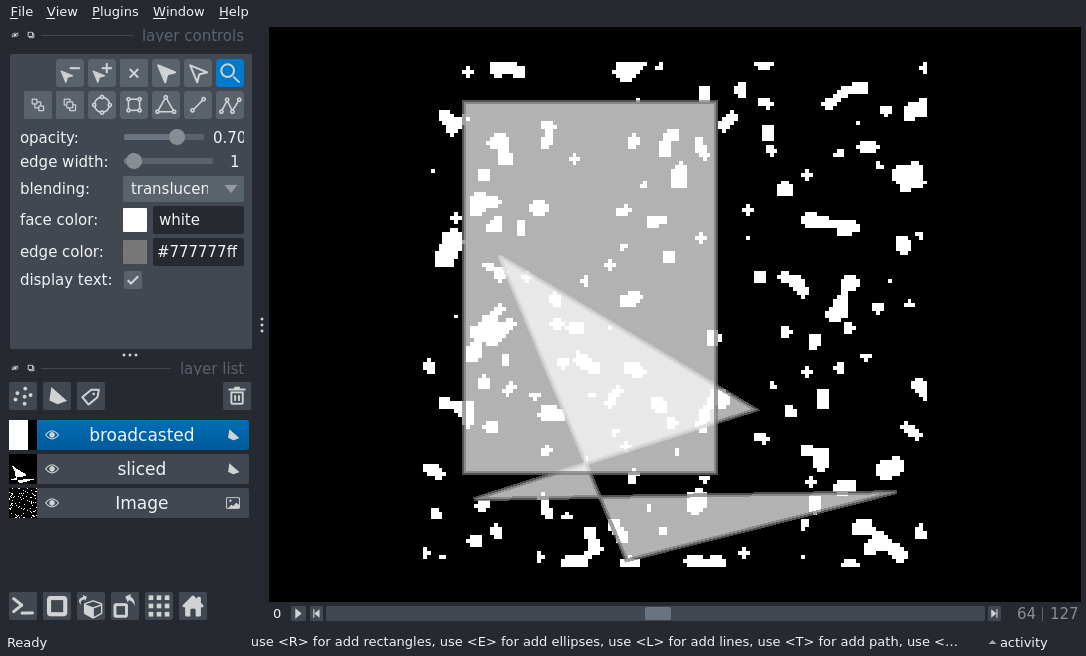 File View Plugins Window Help
layer controls
opacity: 0.70
edge width: 1
blending: translucen
face color: white
edge color: #777777ff
display text:
layer list
broadcasted
sliced
Image
0 64 | 127
Ready use <R> for add rectangles, use <E> for add ellipses, use <L> for add lines, use <T> for add path, use <... activity